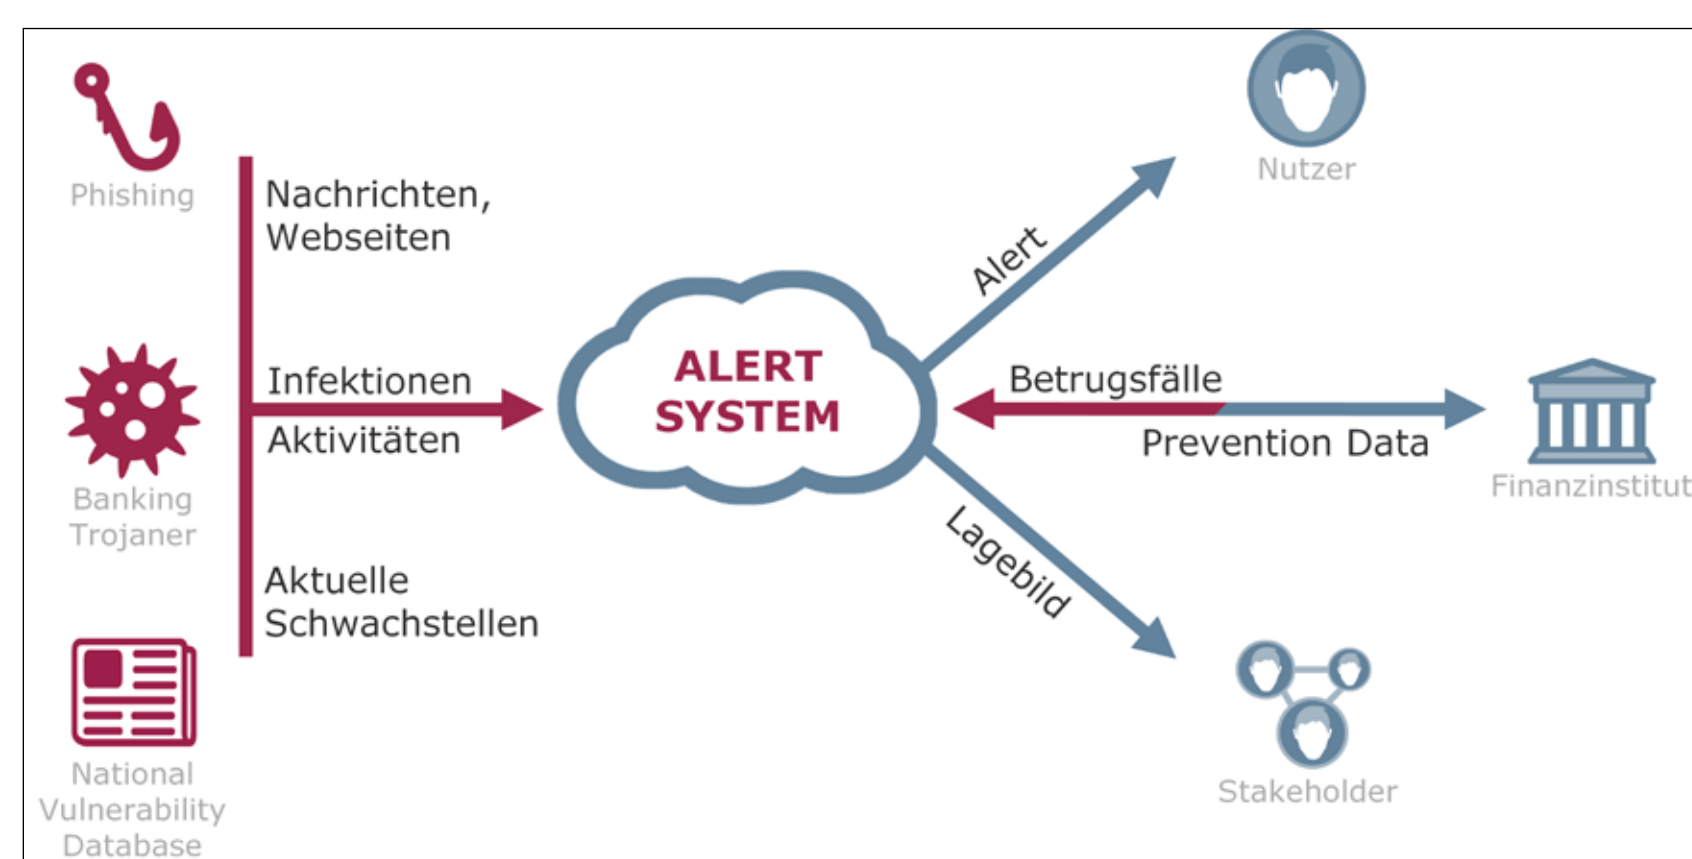 Phishing
Nachrichten,
Webseiten
Banking
Trojaner
Infektionen
Aktivitäten
National
Vulnerability
Database
Aktuelle
Schwachstellen
ALERT
SYSTEM
Alert
Nutzer
Betrugsfälle
Prevention Data
Finanzinstitut
Lagebild
Stakeholder